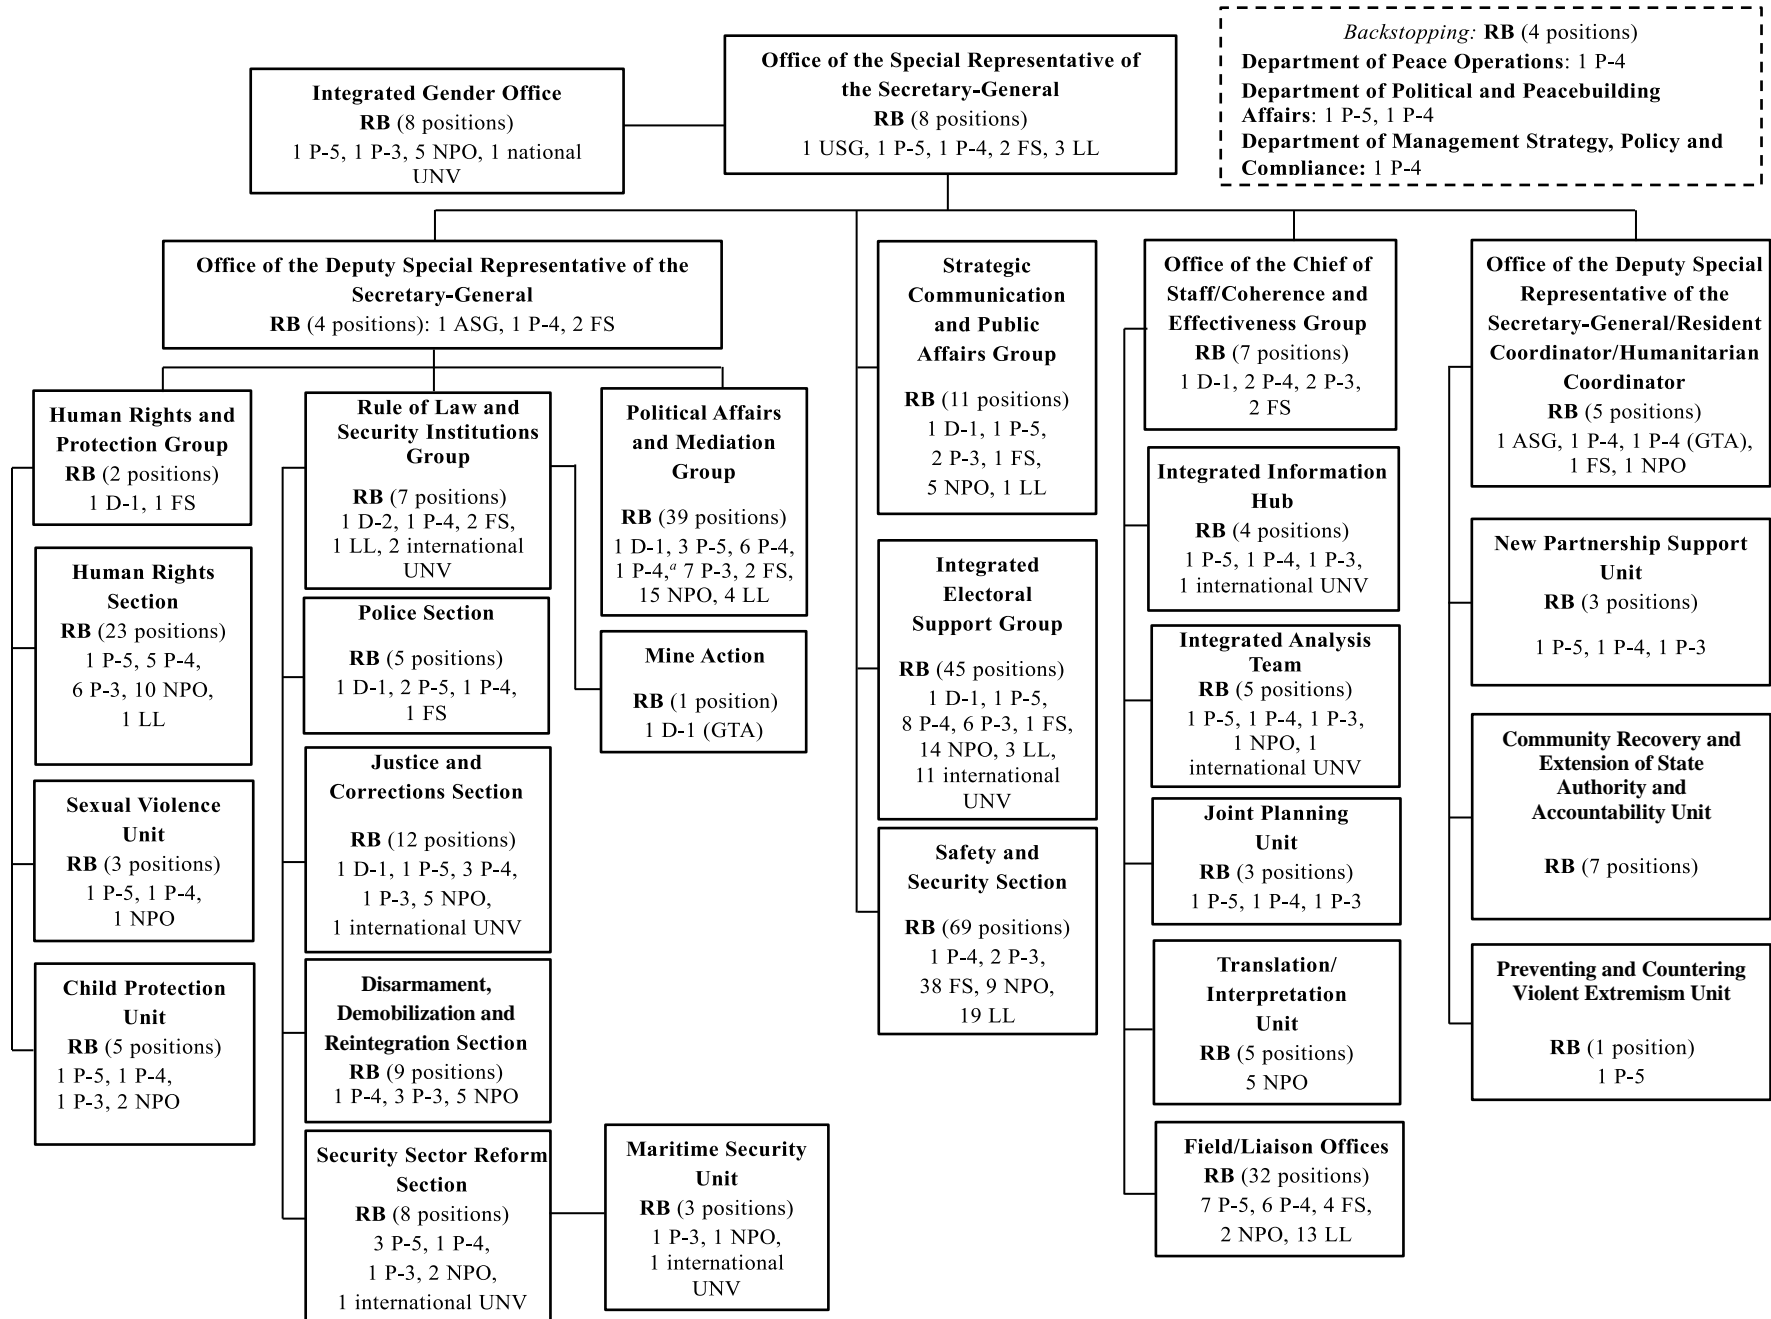 Backstopping: RB (4 positions)
Department of Peace Operations: 1 P-4
Department of Political and Peacebuilding
Affairs: 1 P-5, 1 P-4
Department of Management Strategy, Policy and
Compliance: 1 P-4
Office of the Special Representative of
the Secretary-General
RB (8 positions)
1 USG, 1 P-5, 1 P-4, 2 FS, 3 LL
Integrated Gender Office
RB (8 positions)
1 P-5, 1 P-3, 5 NPO, 1 national
UNV
Office of the Deputy Special Representative of the
Secretary-General
RB (4 positions): 1 ASG, 1 P-4, 2 FS
Human Rights and
Protection Group
RB (2 positions)
1 D-1, 1 FS
Human Rights
Section
RB (23 positions)
1 P-5, 5 P-4,
6 P-3, 10 NPO,
1 LL
Sexual Violence
Unit
RB (3 positions)
1 P-5, 1 P-4,
1 NPO
Child Protection
Unit
RB (5 positions)
1 P-5, 1 P-4,
1 P-3, 2 NPO
Rule of Law and
Security Institutions
Group
RB (7 positions)
1 D-2, 1 P-4, 2 FS,
1 LL, 2 international
UNV
Police Section
RB (5 positions)
1 D-1, 2 P-5, 1 P-4,
1 FS
Justice and
Corrections Section
RB (12 positions)
1 D-1, 1 P-5, 3 P-4,
1 P-3, 5 NPO,
1 international UNV
Disarmament,
Demobilization and
Reintegration Section
RB (9 positions)
1 P-4, 3 P-3, 5 NPO
Security Sector Reform
Section
RB (8 positions)
3 P-5, 1 P-4,
1 P-3, 2 NPO,
1 international UNV
Political Affairs
and Mediation
Group
RB (39 positions)
1 D-1, 3 P-5, 6 P-4,
1 P-4,a 7 P-3, 2 FS,
15 NPO, 4 LL
Mine Action
RB (1 position)
1 D-1 (GTA)
Maritime Security
Unit
RB (3 positions)
1 P-3, 1 NPO,
1 international
UNV
Strategic
Communication
and Public
Affairs Group
RB (11 positions)
1 D-1, 1 P-5,
2 P-3, 1 FS,
5 NPO, 1 LL
Integrated
Electoral
Support Group
RB (45 positions)
1 D-1, 1 P-5,
8 P-4, 6 P-3, 1 FS,
14 NPO, 3 LL,
11 international
UNV
Safety and
Security Section
RB (69 positions)
1 P-4, 2 P-3,
38 FS, 9 NPO,
19 LL
Office of the Chief of
Staff/Coherence and
Effectiveness Group
RB (7 positions)
1 D-1, 2 P-4, 2 P-3,
2 FS
Integrated Information
Hub
RB (4 positions)
1 P-5, 1 P-4, 1 P-3,
1 international UNV
Integrated Analysis
Team
RB (5 positions)
1 P-5, 1 P-4, 1 P-3,
1 NPO, 1
international UNV
Joint Planning
Unit
RB (3 positions)
1 P-5, 1 P-4, 1 P-3
Translation/
Interpretation
Unit
RB (5 positions)
5 NPO
Field/Liaison Offices
RB (32 positions)
7 P-5, 6 P-4, 4 FS,
2 NPO, 13 LL
Office of the Deputy Special
Representative of the
Secretary-General/Resident
Coordinator/Humanitarian
Coordinator
RB (5 positions)
1 ASG, 1 P-4, 1 P-4 (GTA),
1 FS, 1 NPO
New Partnership Support
Unit
RB (3 positions)
1 P-5, 1 P-4, 1 P-3
Community Recovery and
Extension of State
Authority and
Accountability Unit
RB (7 positions)
Preventing and Countering
Violent Extremism Unit
RB (1 position)
1 P-5